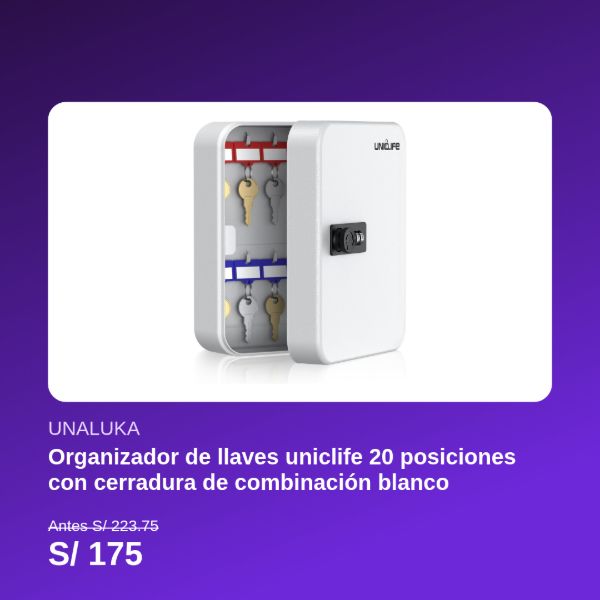 UNICLIFE
UNALUKA
Organizador de llaves uniclife 20 posiciones
con cerradura de combinación blanco
Antes S/ 223.75
S/ 175